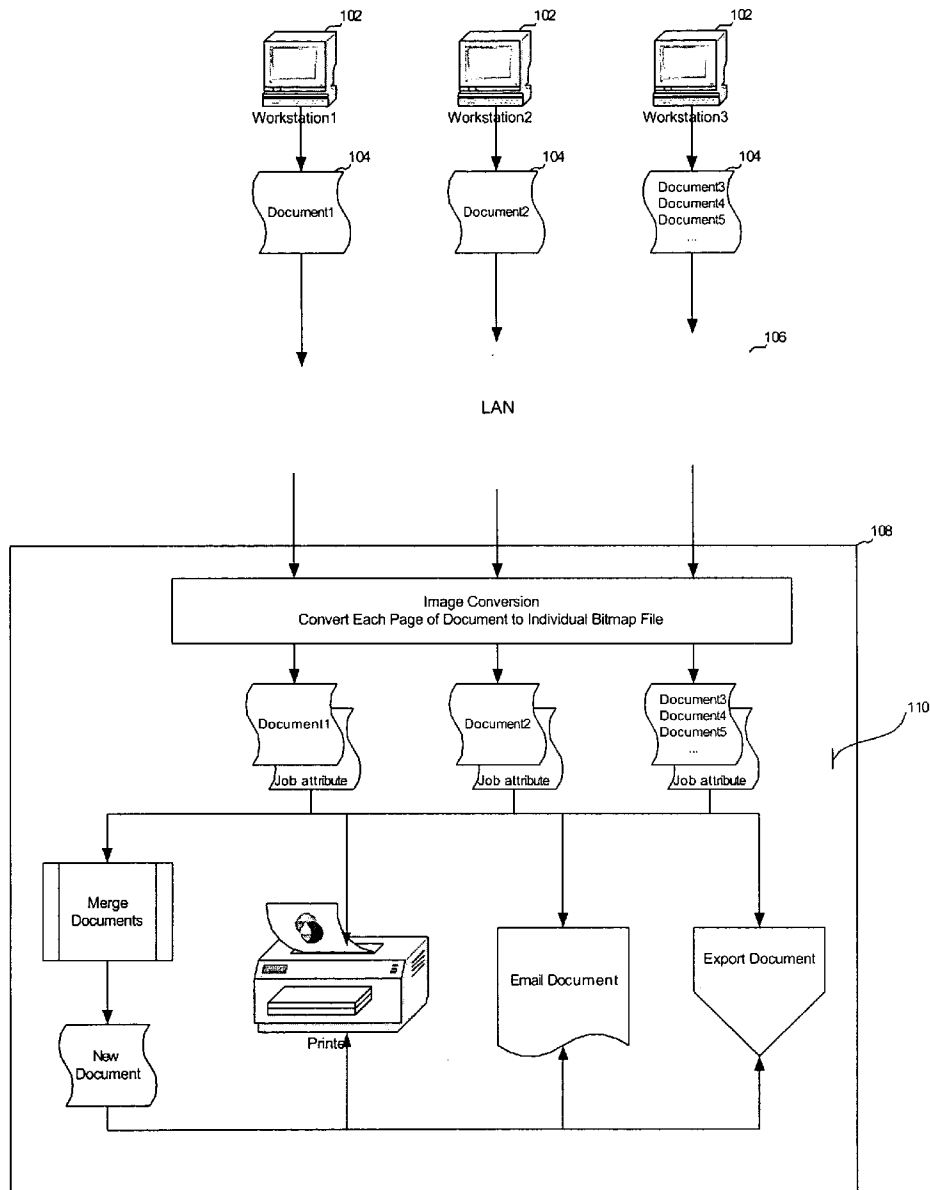 102
102
102
Workstation1
Workstation2
Workstation3
104
104
104
Document1
Document2
Document3
Document4
Document5
...
106
LAN
108
Image Conversion
Convert Each Page of Document to Individual Bitmap File
Document1
Job attribute
Document2
Job attribute
Document3
Document4
Document5
...
Job attribute
110
Merge
Documents
Printer
Email Document
Export Document
New
Document